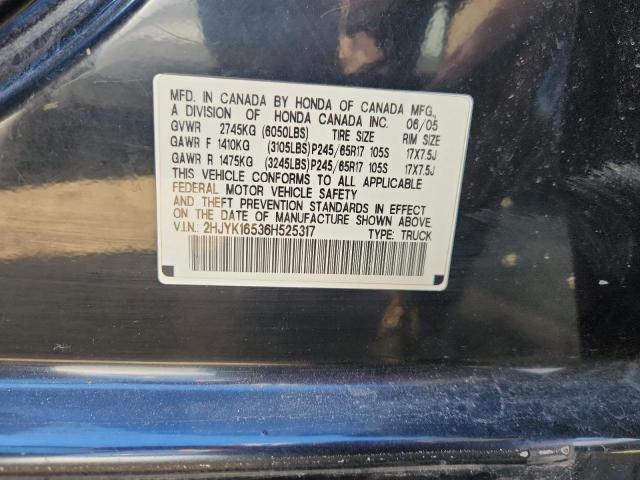 MFD. IN CANADA BY HONDA OF CANADA MFG.,
A DIVISION OF HONDA CANADA INC. 06/05
GVWR 2745KG (6050LBS) TIRE SIZE RIM SIZE
GAWR F 1410KG (3105LBS)P245/65R17 105S 17X7.5J
GAWR R 1475KG (3245LBS)P245/65R17 105S 17X7.5J
THIS VEHICLE CONFORMS TO ALL APPLICABLE
FEDERAL MOTOR VEHICLE SAFETY
AND THEFT PREVENTION STANDARDS IN EFFECT
ON THE DATE OF MANUFACTURE SHOWN ABOVE.
V.I.N.: 2HJYK16536H525317 TYPE: TRUCK